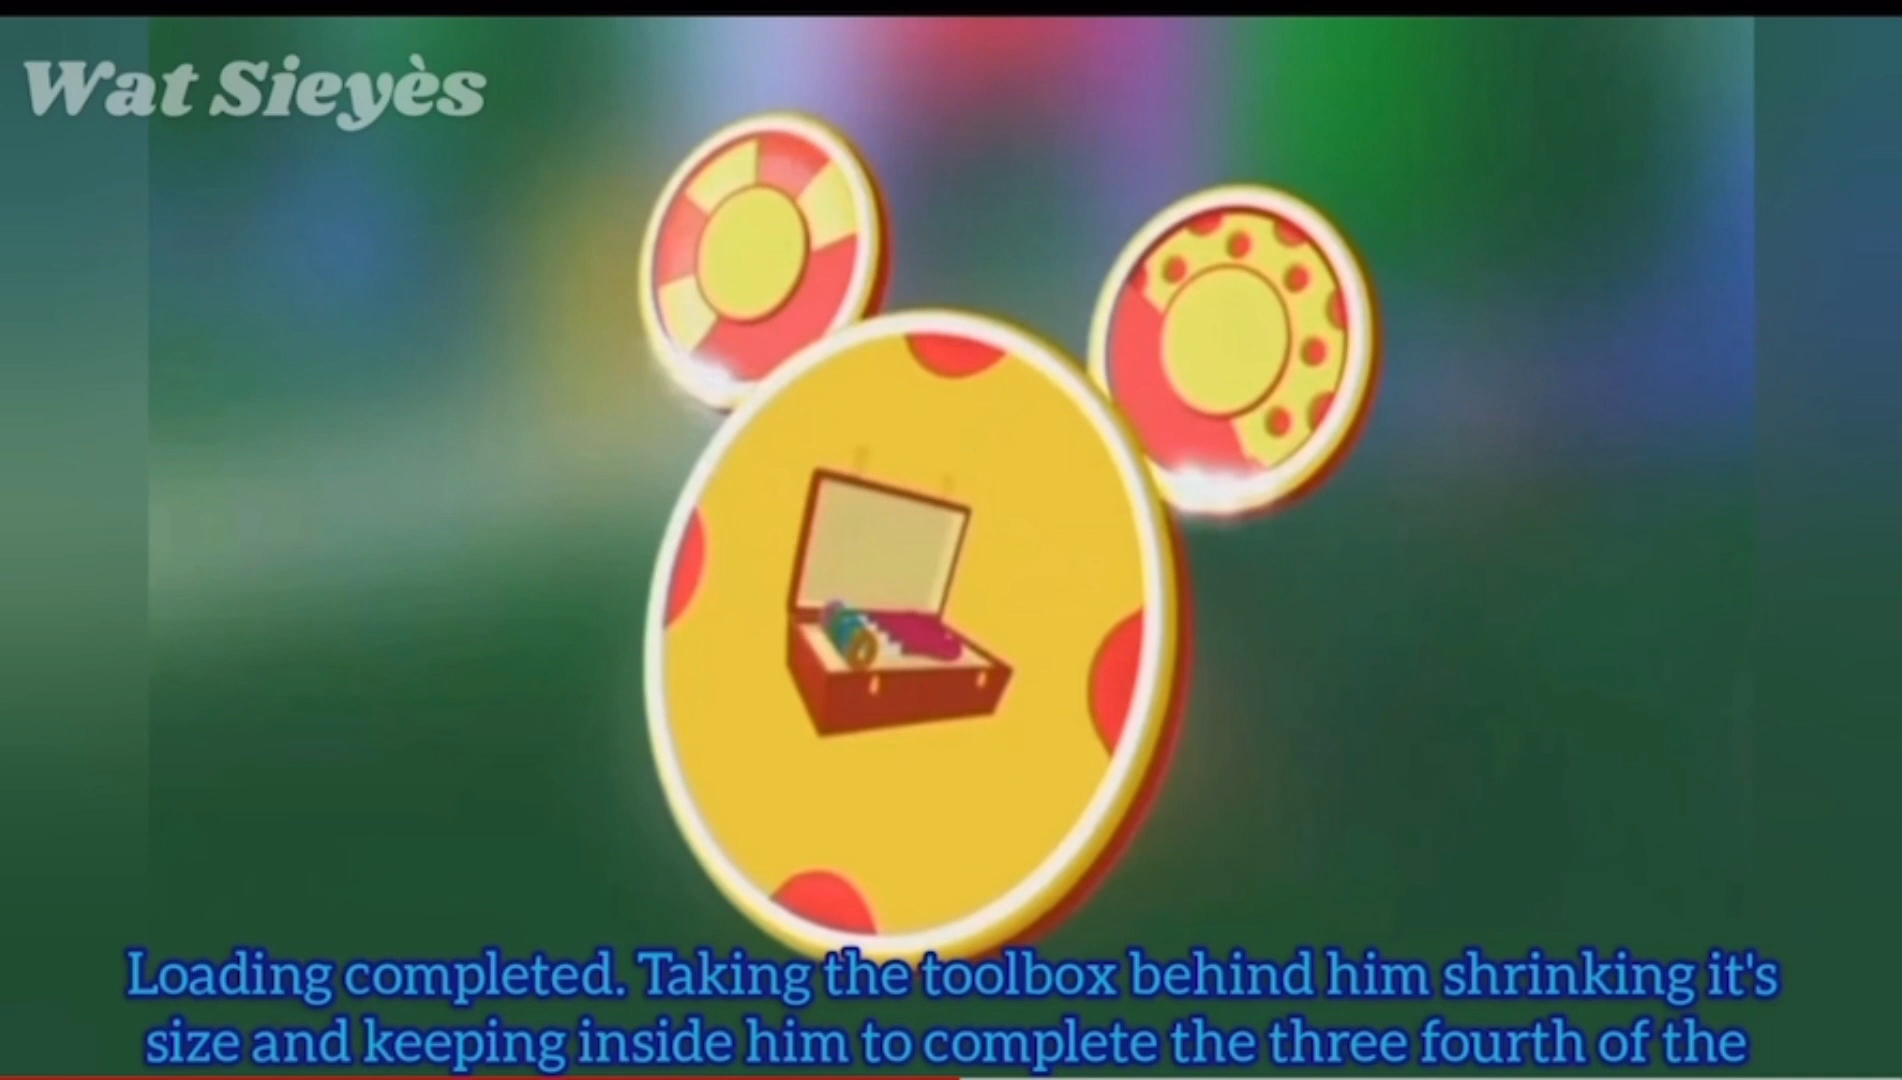 Wat Sieyès
Loading completed. Taking the toolbox behind him shrinking it's
size and keeping inside him to complete the three fourth of the